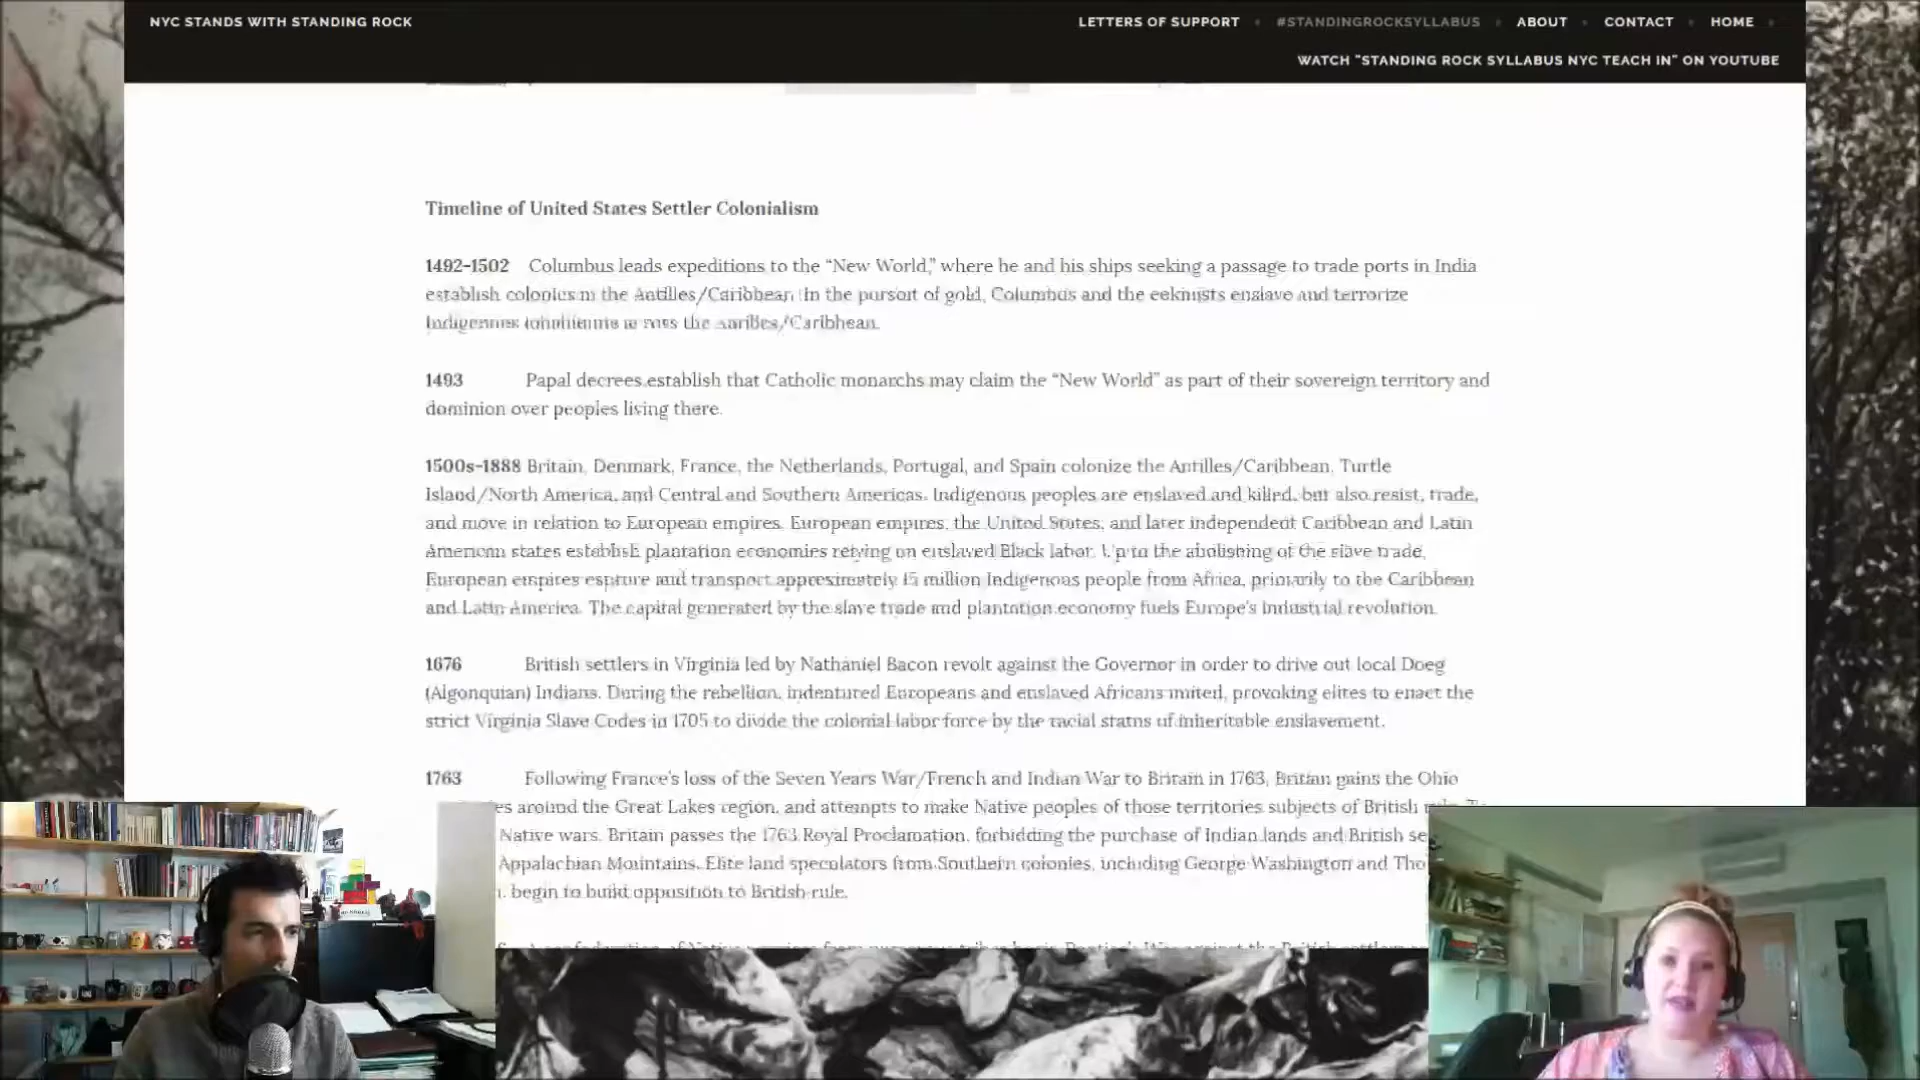 NYC STANDS WITH STANDING ROCK
LETTERS OF SUPPORT
#STANDINGROCKSYLLABUS
ABOUT
CONTACT
HOME
WATCH "STANDING ROCK SYLLABUS NYC TEACH IN" ON YOUTUBE
Timeline of United States Settler Colonialism
1492-1502 Columbus leads expeditions to the “New World,” where he and his ships seeking a passage to trade ports in India
establish colonies in the Antilles/Caribbean. In the pursuit of gold, Columbus and the enslave and terrorize
Indigenous inhabitants across the Antilles/Caribbean.
1493 Papal decrees establish that Catholic monarchs may claim the “New World” as part of their sovereign territory and
dominion over peoples living there.
1500s-1888 Britain, Denmark, France, the Netherlands, Portugal, and Spain colonize the Antilles/Caribbean, Turtle
Island/North America, and Central and Southern Americas. Indigenous peoples are enslaved and killed, but also resist, trade,
and move in relation to European empires. European empires, the United States, and later independent Caribbean and Latin
American states establish plantation economies relying on enslaved Black labor. Up to the abolishing of the slave trade,
European empires capture and transport approximately 15 million Indigenous people from Africa, primarily to the Caribbean
and Latin America. The capital generated by the slave trade and plantation economy fuels Europe's industrial revolution.
1676 British settlers in Virginia led by Nathaniel Bacon revolt against the Governor in order to drive out local Doeg
(Algonquian) Indians. During the rebellion, indentured Europeans and enslaved Africans united, provoking elites to enact the
strict Virginia Slave Codes in 1705 to divide the colonial labor force by the racial status of inheritable enslavement.
1763 Following France's loss of the Seven Years War/French and Indian War to Britain in 1763, Britian gains the Ohio
es around the Great Lakes region, and attempts to make Native peoples of those territories subjects of British
Native wars, Britain passes the 1763 Royal Proclamation, forbidding the purchase of Indian lands and British se
Appalachian Mountains. Elite land speculators from Southern colonies, including George Washington and Tho
begin to build opposition to British rule.